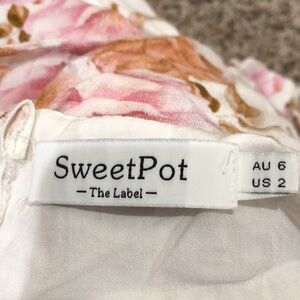 SweetPot
– The Label –
AU 6
US 2